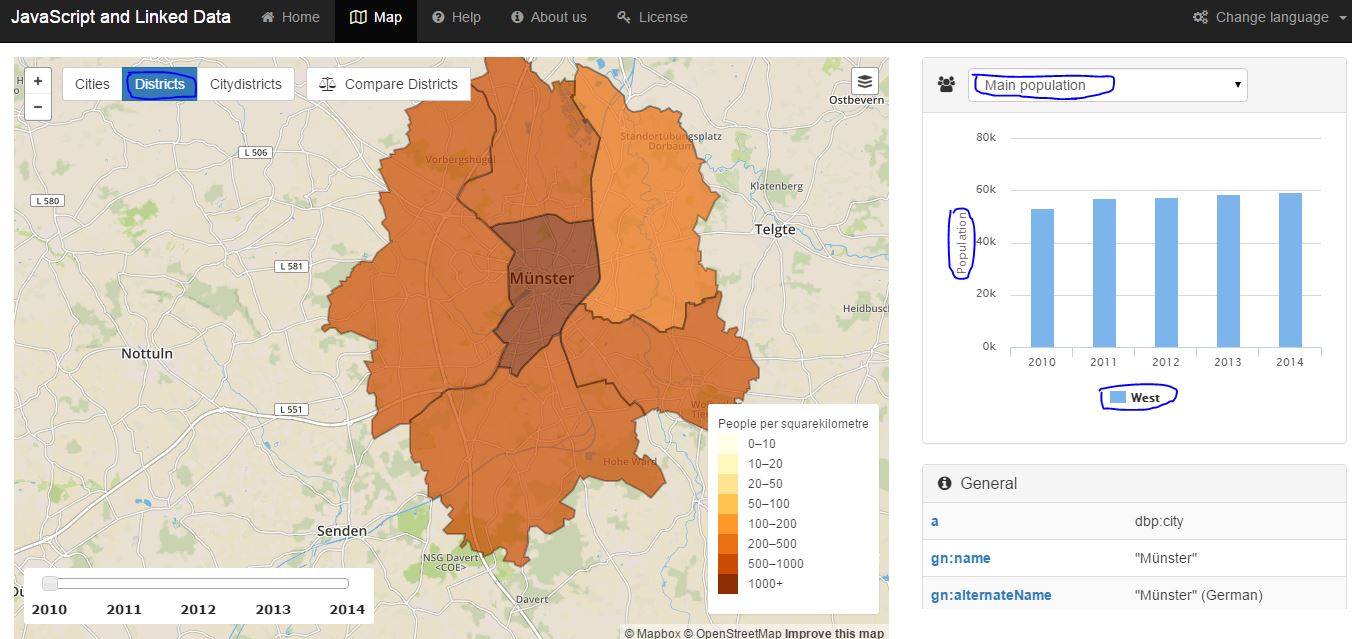 JavaScript and Linked Data
Home
Map
Help
About us
License
Change language
+
−
Cities
Districts
Citydistricts
Compare Districts
Ostbevern
L 506
Vorbergshügel
Standortübungsplatz
Dorbaum
Klatenberg
L 580
Telgte
L 581
Münster
Nottuln
L 551
Hohe Ward
Senden
NSG Davert
<COE>
Davert
People per squarekilometre
0–10
10–20
20–50
50–100
100–200
200–500
500–1000
1000+
2010 2011 2012 2013 2014
© Mapbox © OpenStreetMap Improve this map
Main population
80k
60k
40k
20k
0k
Population
2010 2011 2012 2013 2014
West
General
a dbp:city
gn:name "Münster"
gn:alternateName "Münster" (German)